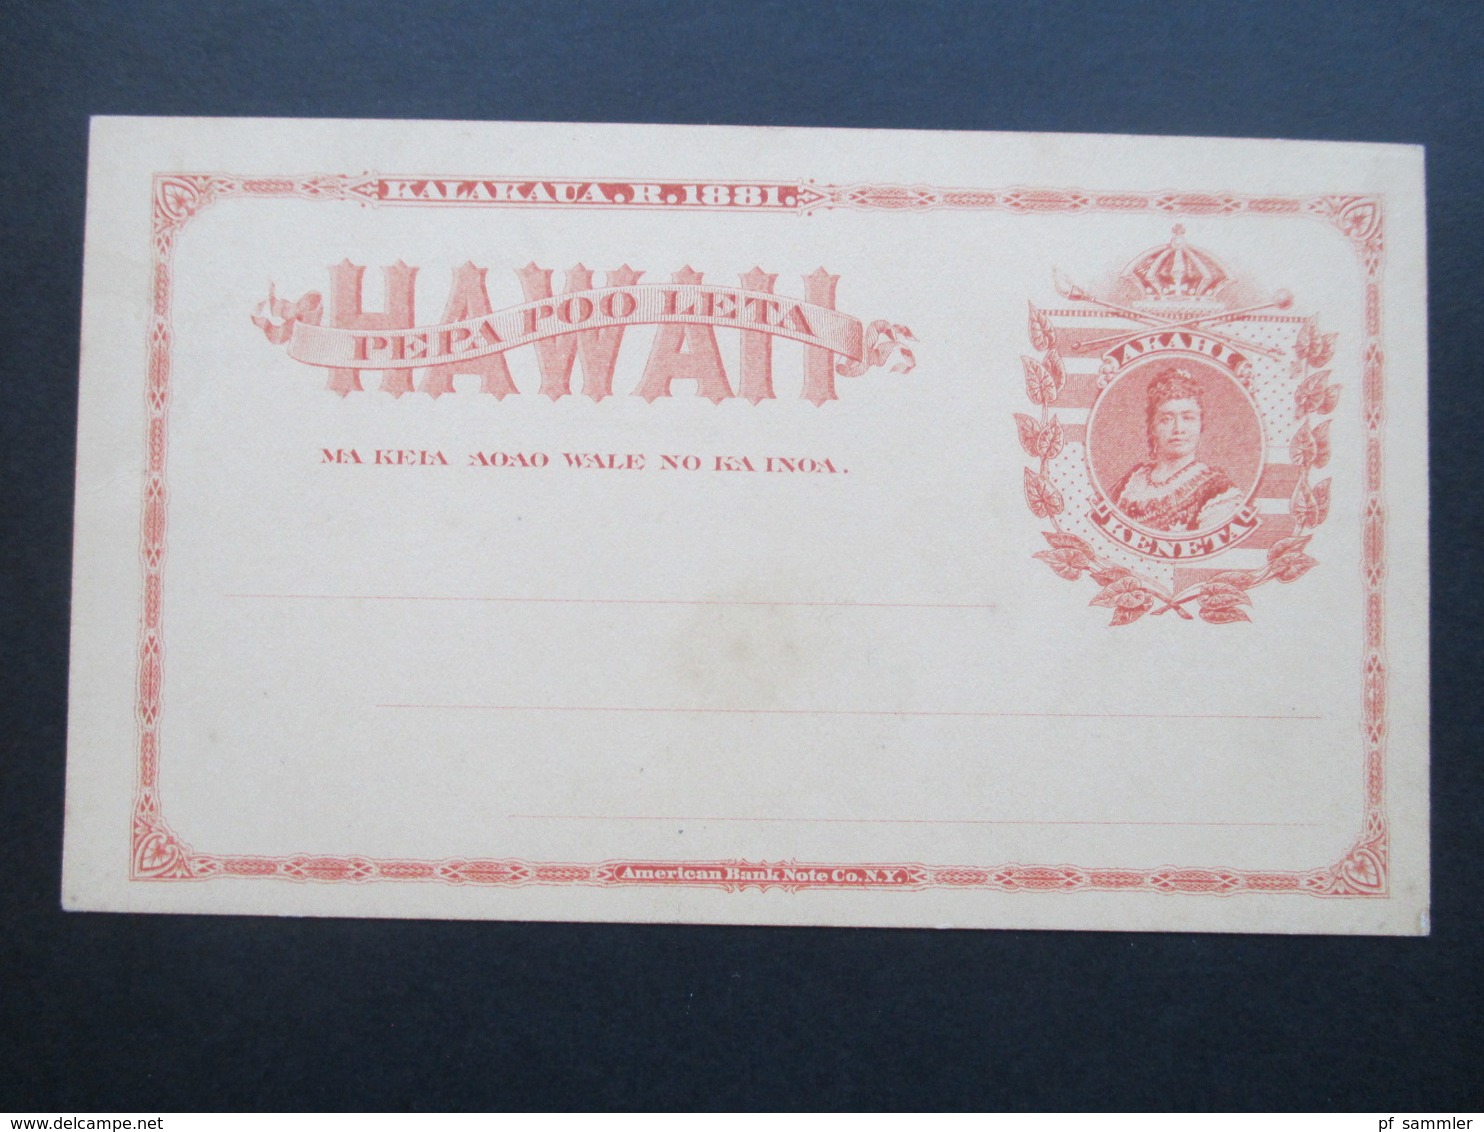 KALAKAUA.R.1881.
HAWAII
PEPA POO LETA
AKAHI
KENETA
MA KEIA AOAO WALE NO KA INOA.
American Bank Note Co. N.Y.
pf_sammler